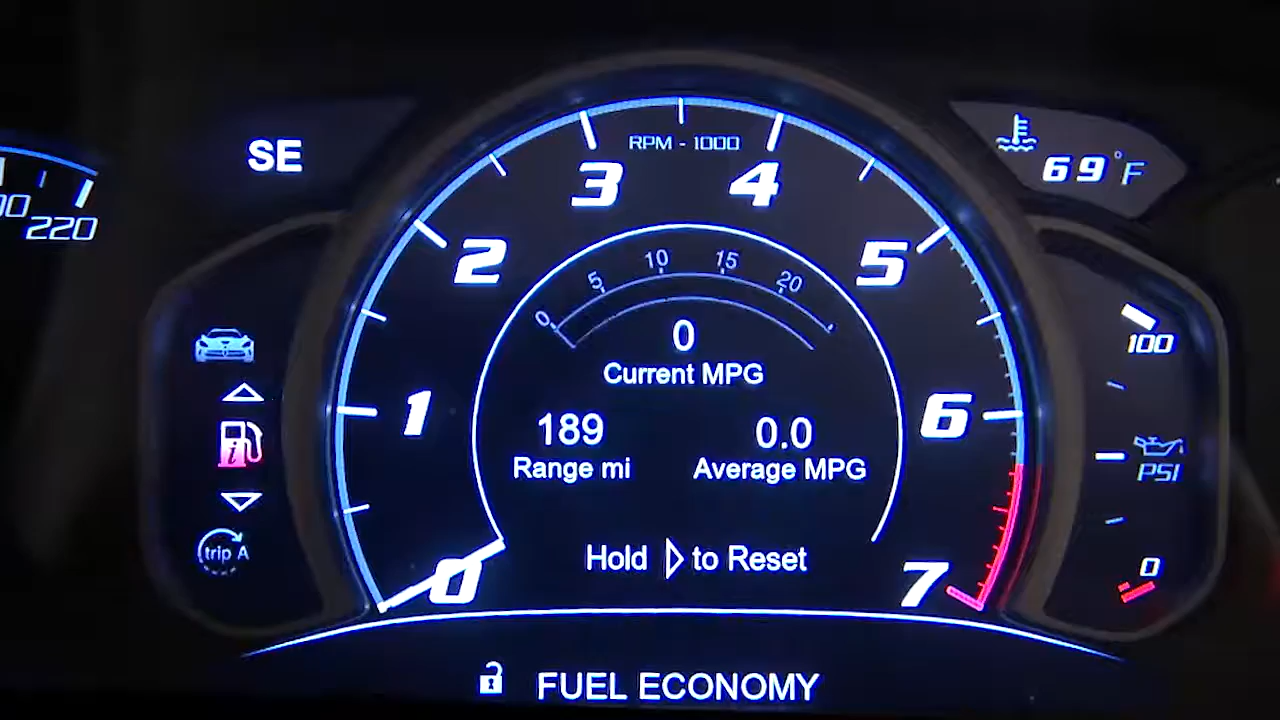 SE
RPM - 1000
69°F
220
0 1 2 3 4 5 6 7
0 5 10 15 20
0
Current MPG
189
Range mi
0.0
Average MPG
Hold ▷ to Reset
100
PSI
0
trip A
FUEL ECONOMY